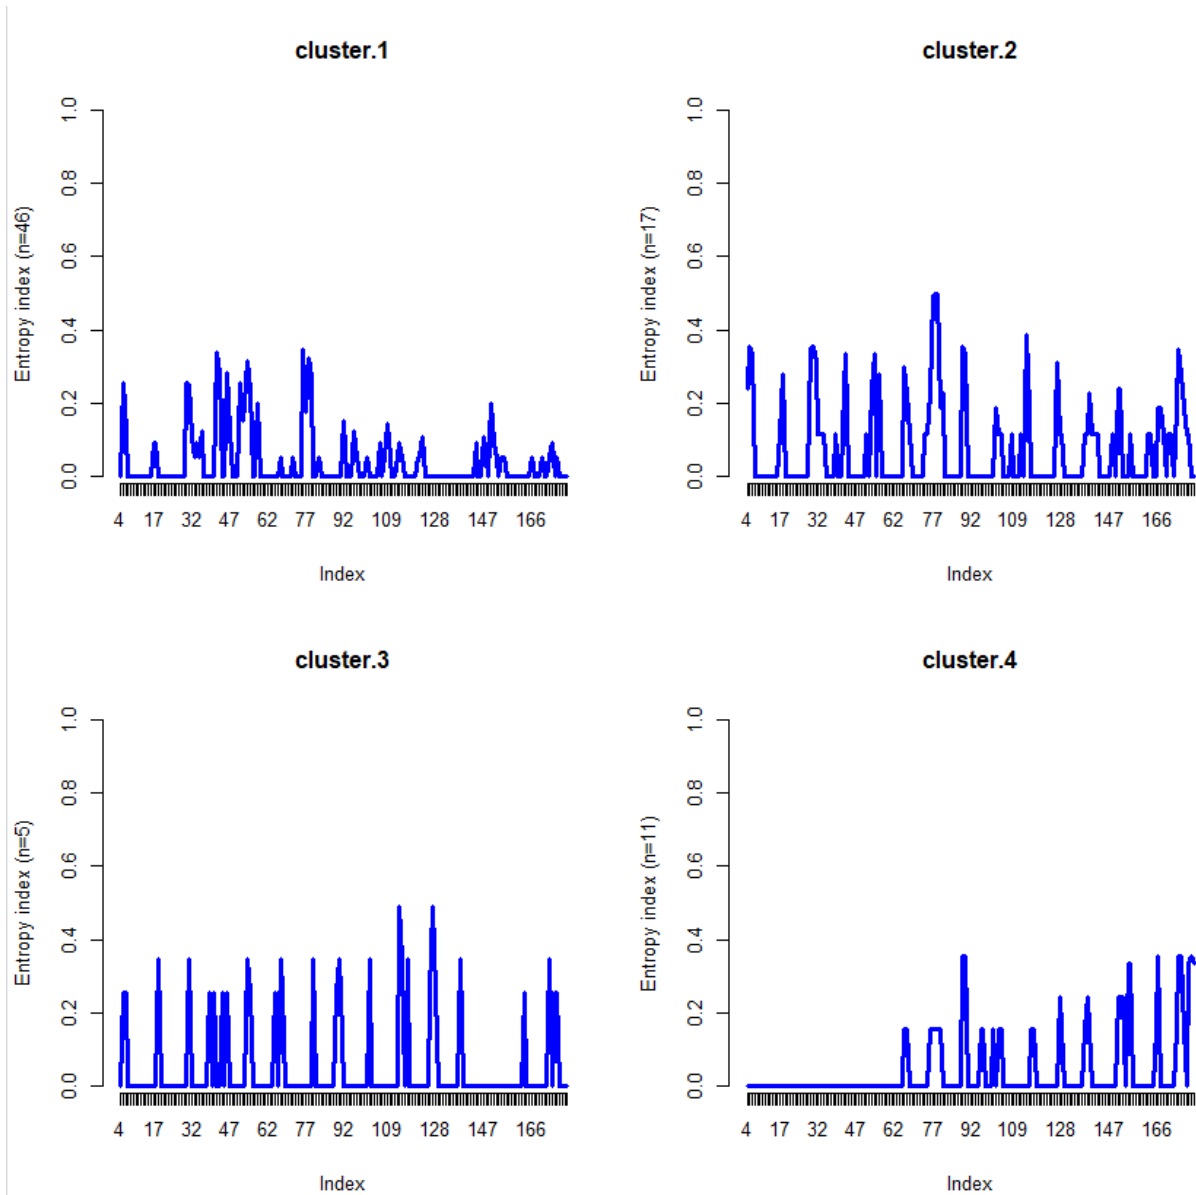 cluster.1
Entropy index (n=46)
0.0 0.2 0.4 0.6 0.8 1.0
4 17 32 47 62 77 92 109 128 147 166
Index
cluster.2
Entropy index (n=17)
0.0 0.2 0.4 0.6 0.8 1.0
4 17 32 47 62 77 92 109 128 147 166
Index
cluster.3
Entropy index (n=5)
0.0 0.2 0.4 0.6 0.8 1.0
4 17 32 47 62 77 92 109 128 147 166
Index
cluster.4
Entropy index (n=11)
0.0 0.2 0.4 0.6 0.8 1.0
4 17 32 47 62 77 92 109 128 147 166
Index